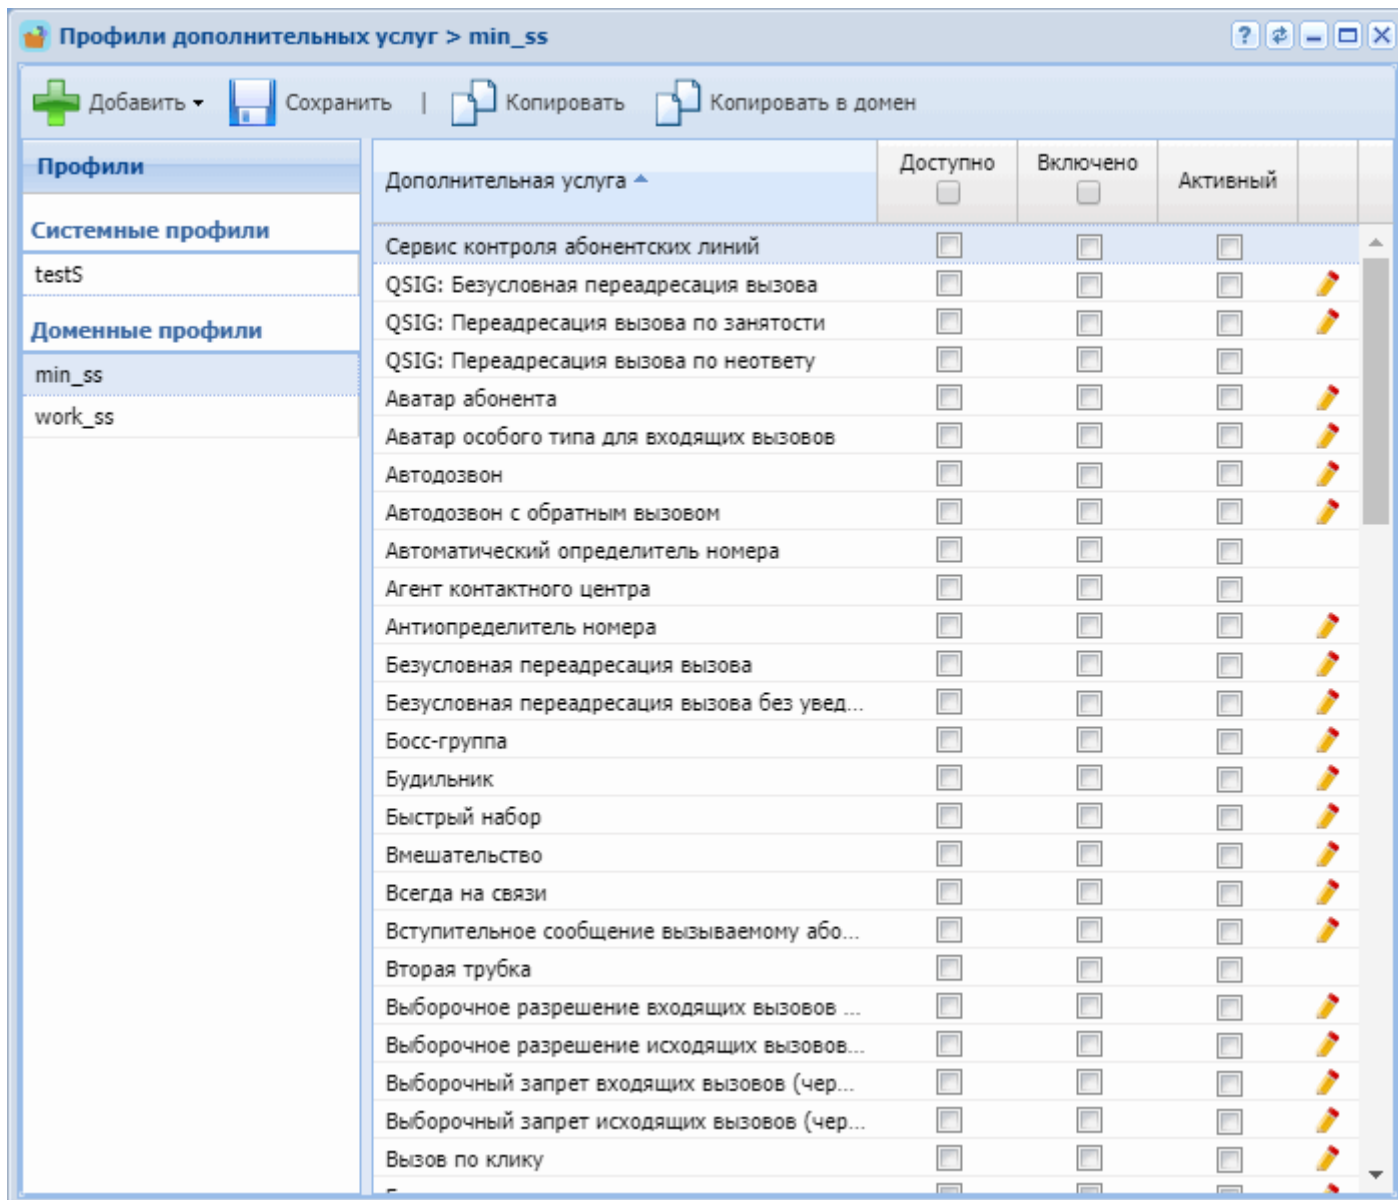 Профили дополнительных услуг > min_ss
Добавить Сохранить | Копировать Копировать в домен
Профили
Системные профили
testS
Доменные профили
min_ss
work_ss
Дополнительная услуга Доступно Включено Активный
Сервис контроля абонентских линий
QSIG: Безусловная переадресация вызова
QSIG: Переадресация вызова по занятости
QSIG: Переадресация вызова по неответу
Аватар абонента
Аватар особого типа для входящих вызовов
Автодозвон
Автодозвон с обратным вызовом
Автоматический определитель номера
Агент контактного центра
Антиопределитель номера
Безусловная переадресация вызова
Безусловная переадресация вызова без увед...
Босс-группа
Будильник
Быстрый набор
Вмешательство
Всегда на связи
Вступительное сообщение вызываемому або...
Вторая трубка
Выборочное разрешение входящих вызовов ...
Выборочное разрешение исходящих вызовов...
Выборочный запрет входящих вызовов (чер...
Выборочный запрет исходящих вызовов (чер...
Вызов по клику